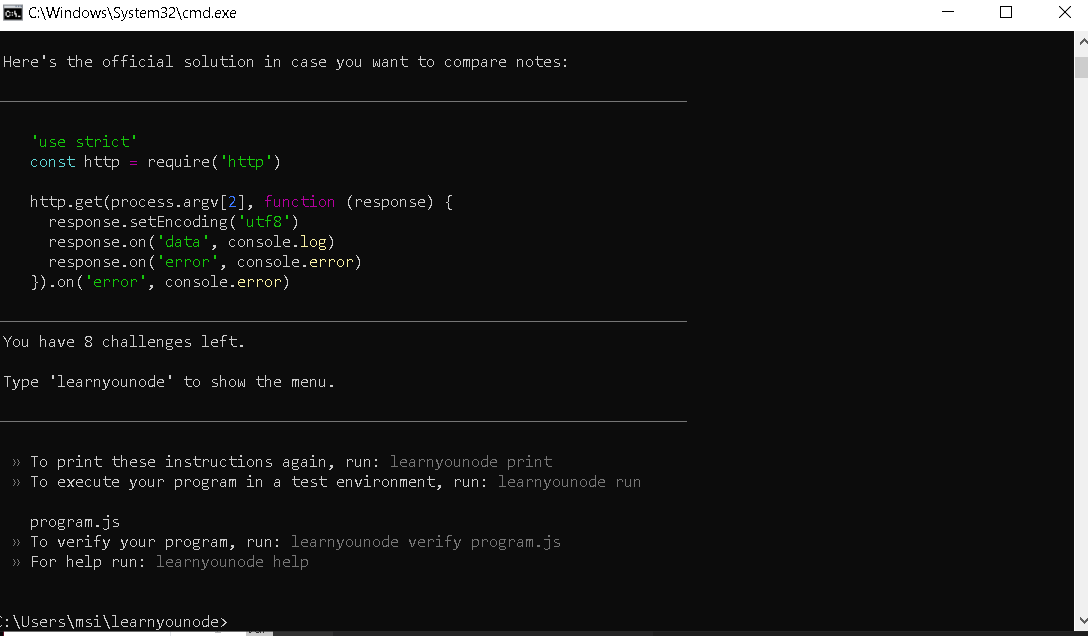 C:\Windows\System32\cmd.exe
Here's the official solution in case you want to compare notes:
'use strict'
const http = require('http')
http.get(process.argv[2], function (response) {
response.setEncoding('utf8')
response.on('data', console.log)
response.on('error', console.error)
}).on('error', console.error)
You have 8 challenges left.
Type 'learnyounode' to show the menu.
» To print these instructions again, run: learnyounode print
» To execute your program in a test environment, run: learnyounode run
program.js
» To verify your program, run: learnyounode verify program.js
» For help run: learnyounode help
C:\Users\msi\learnyounode>